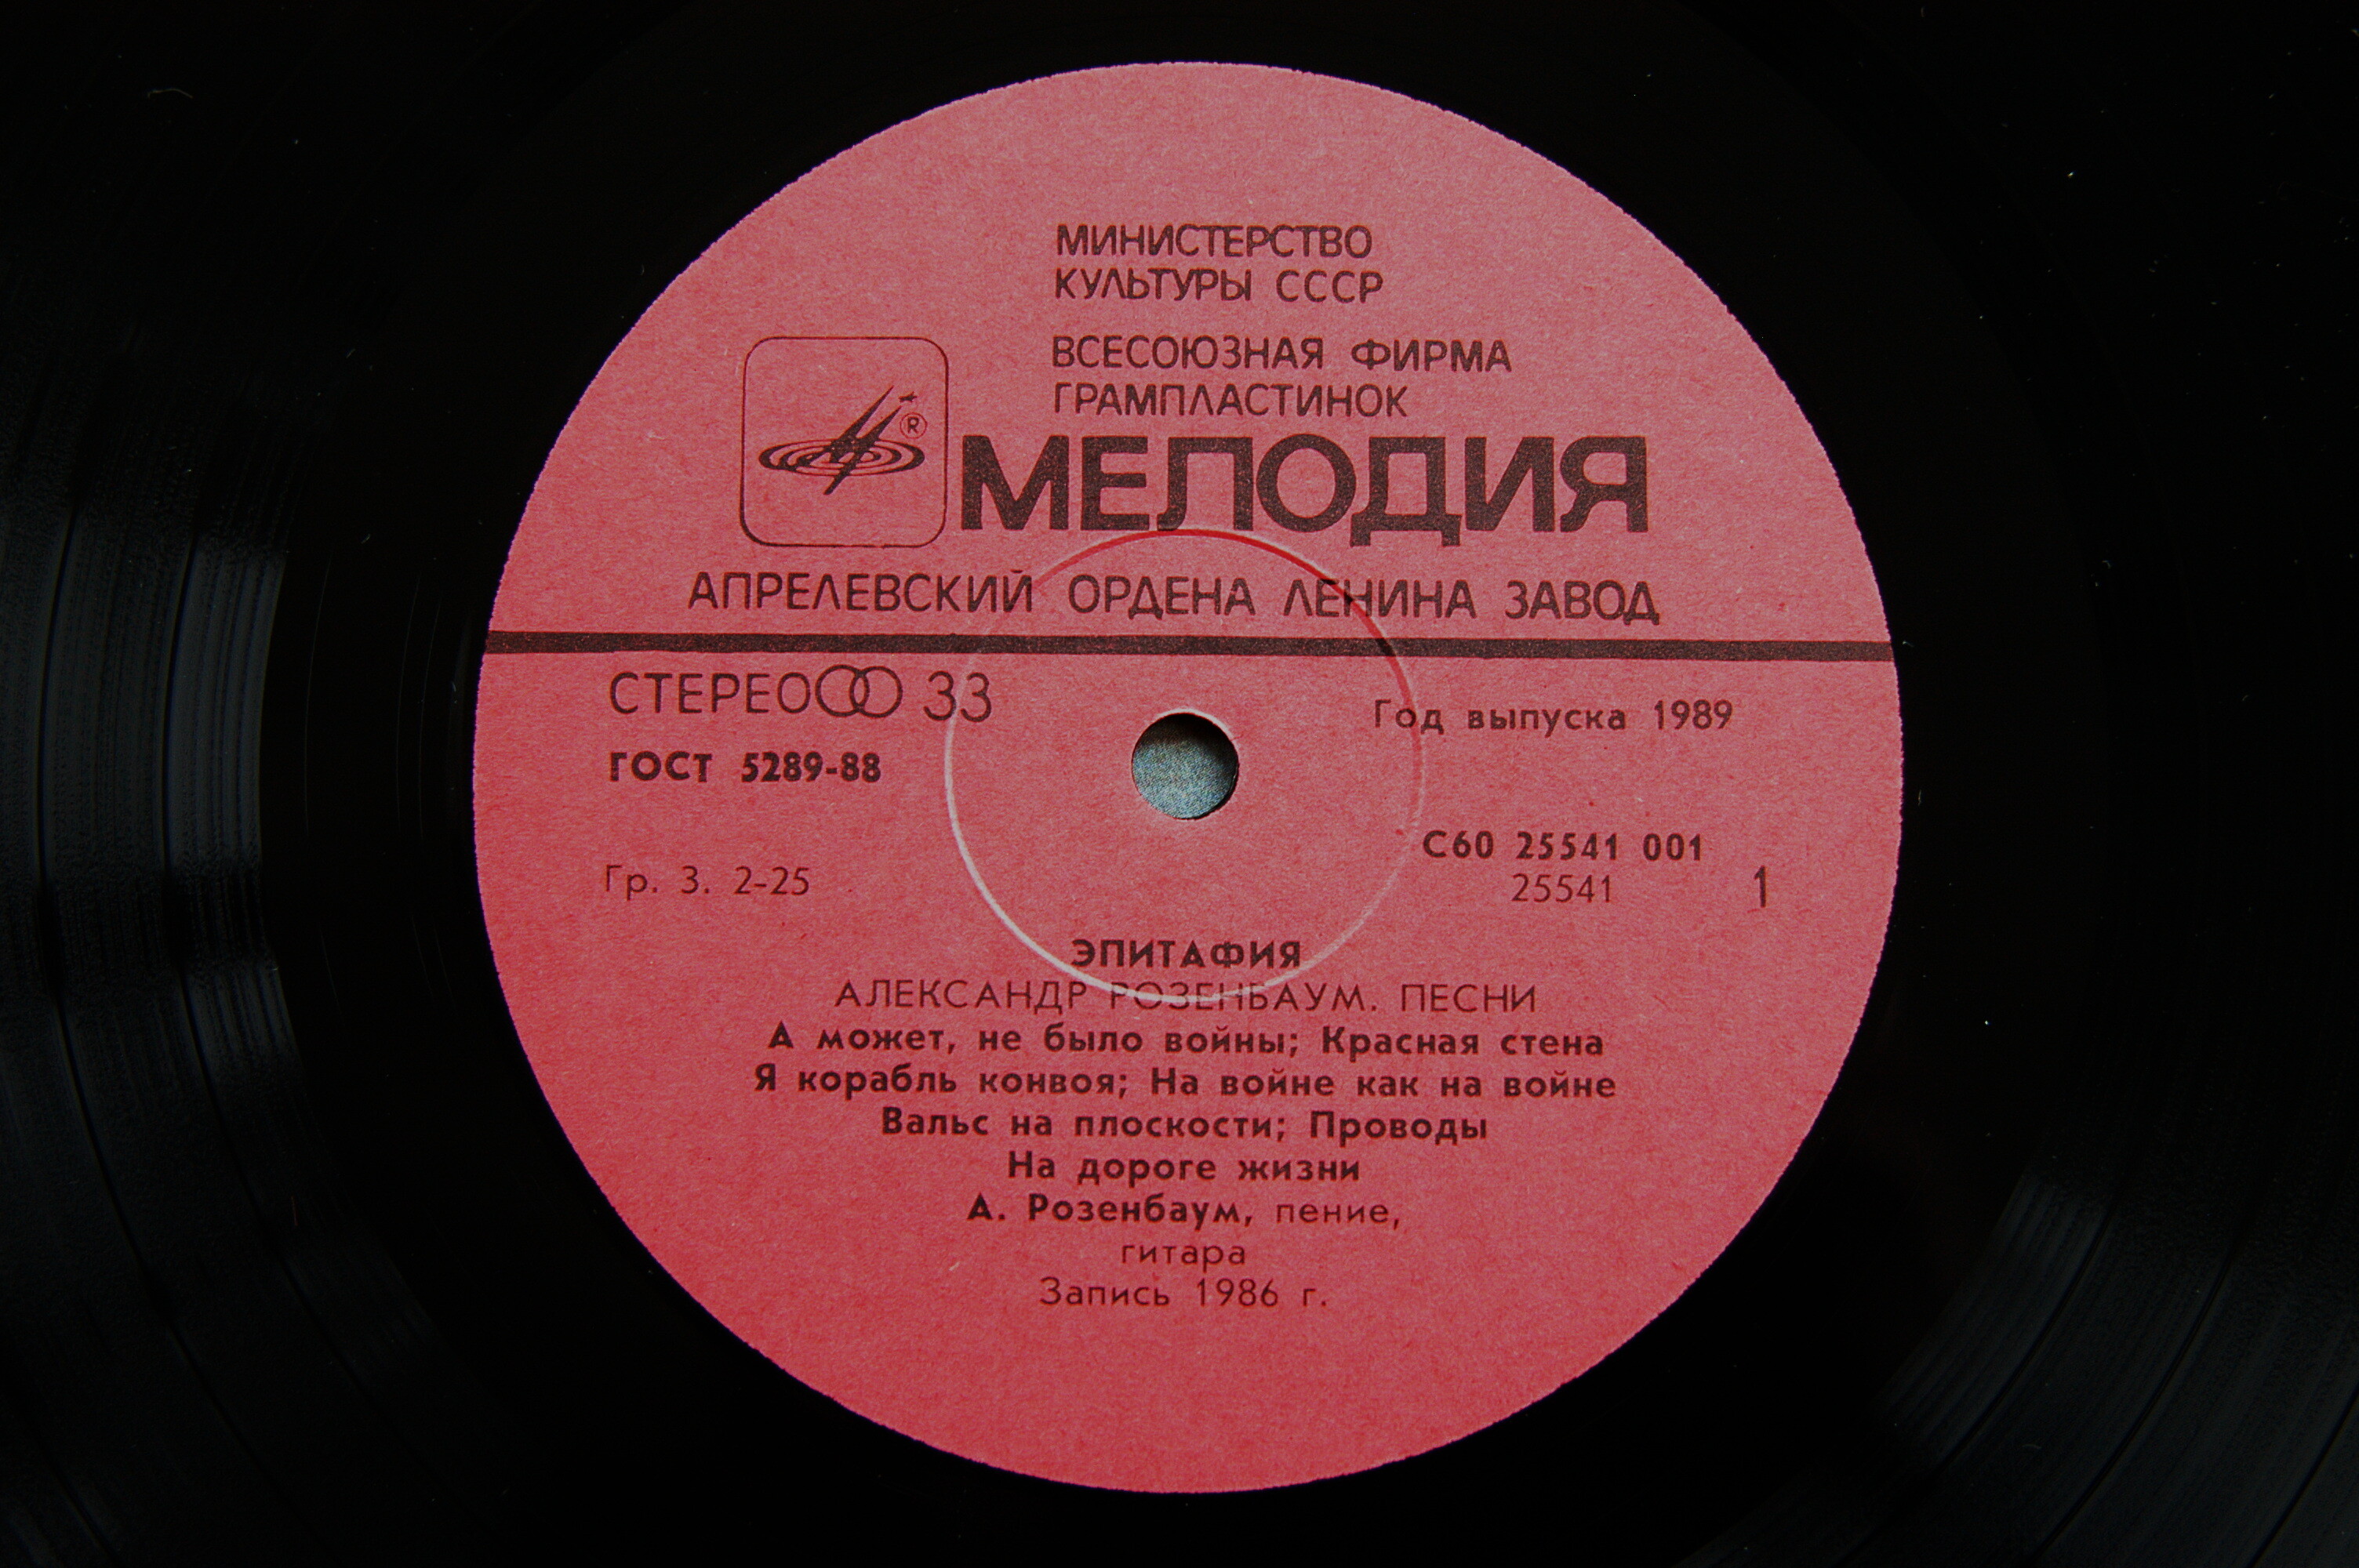 МИНИСТЕРСТВО
КУЛЬТУРЫ СССР
ВСЕСОЮЗНАЯ ФИРМА
ГРАМПЛАСТИНОК
®
МЕЛОДИЯ
АПРЕЛЕВСКИЙ ОРДЕНА ЛЕНИНА ЗАВОД
СТЕРЕО 33
Год выпуска 1989
ГОСТ 5289-88
С60 25541 001
Гр. 3. 2-25
25541
1
ЭПИТАФИЯ
АЛЕКСАНДР РОЗЕНБАУМ. ПЕСНИ
А может, не было войны; Красная стена
Я корабль конвоя; На войне как на войне
Вальс на плоскости; Проводы
На дороге жизни
А. Розенбаум, пение,
гитара
Запись 1986 г.